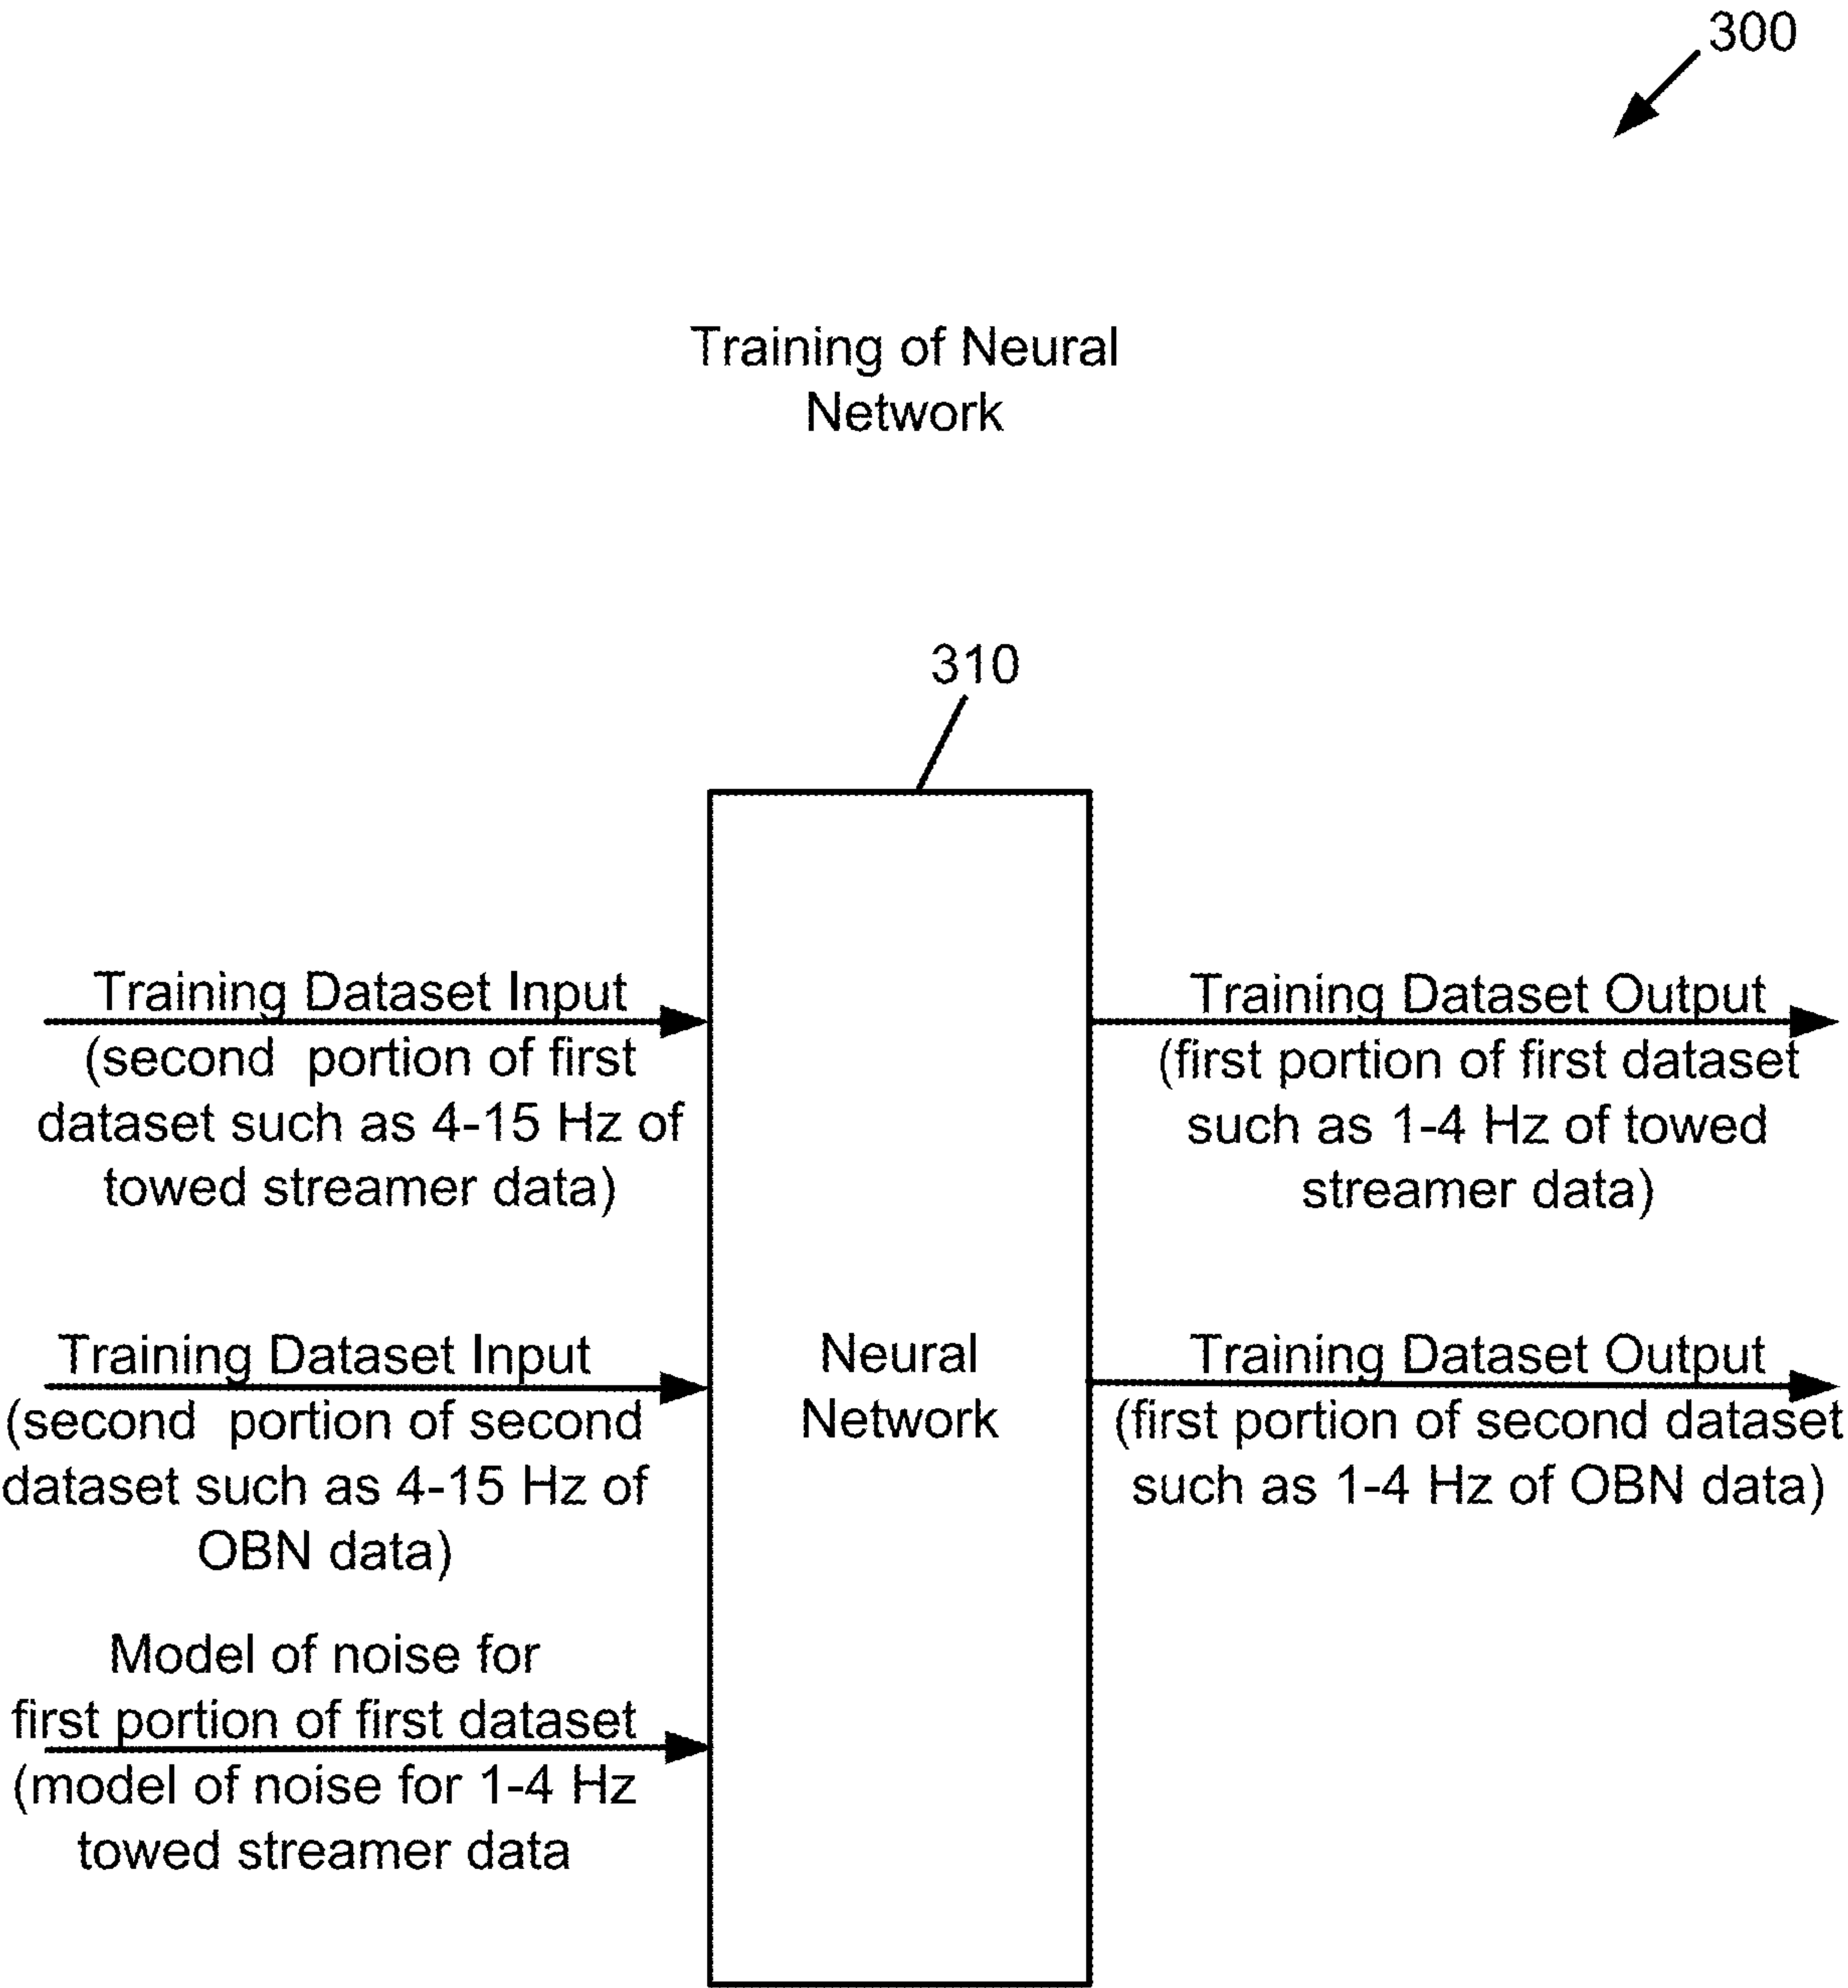 300
Training of Neural
Network
310
Training Dataset Input
(second portion of first
dataset such as 4-15 Hz of
towed streamer data)
Training Dataset Output
(first portion of first dataset
such as 1-4 Hz of towed
streamer data)
Training Dataset Input
(second portion of second
dataset such as 4-15 Hz of
OBN data)
Neural
Network
Training Dataset Output
(first portion of second dataset
such as 1-4 Hz of OBN data)
Model of noise for
first portion of first dataset
(model of noise for 1-4 Hz
towed streamer data